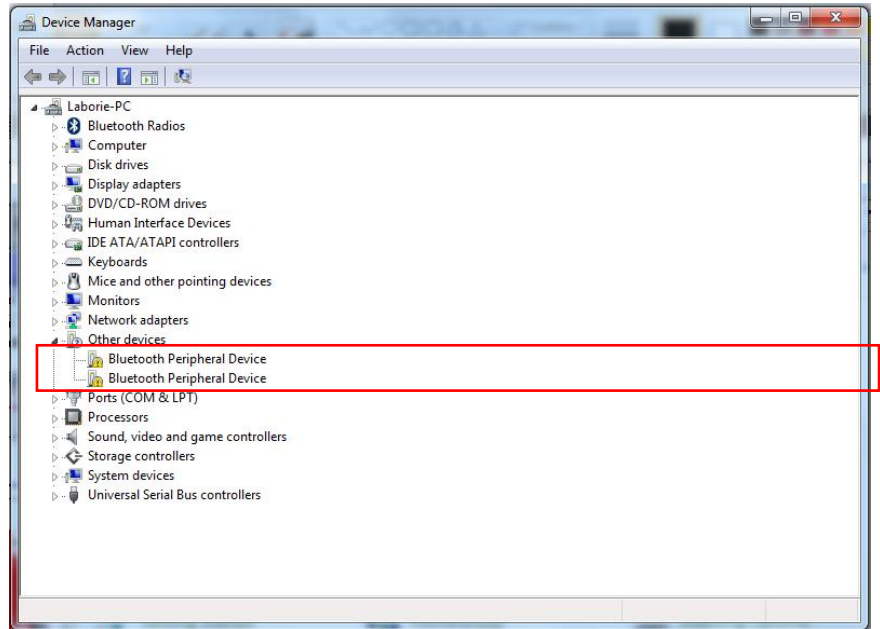 Device Manager
File Action View Help
Laborie-PC
Bluetooth Radios
Computer
Disk drives
Display adapters
DVD/CD-ROM drives
Human Interface Devices
IDE ATA/ATAPI controllers
Keyboards
Mice and other pointing devices
Monitors
Network adapters
Other devices
Bluetooth Peripheral Device
Bluetooth Peripheral Device
Ports (COM & LPT)
Processors
Sound, video and game controllers
Storage controllers
System devices
Universal Serial Bus controllers